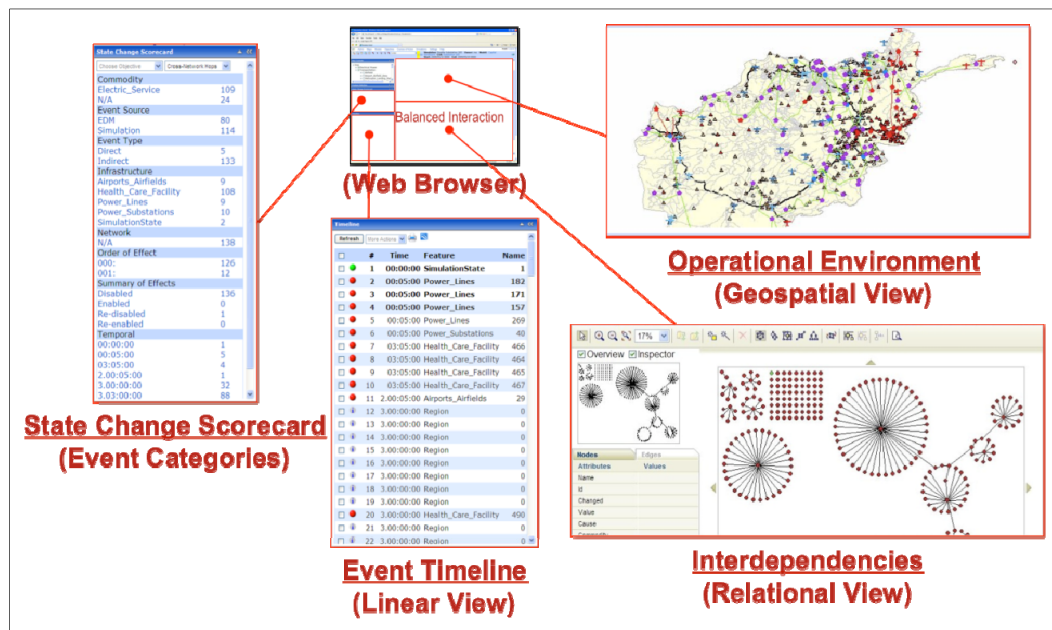 State Change Scorecard
Choose Objective Cross-Network Maps
Commodity
Electric_Service 109
N/A 24
Event Source
EDM 80
Simulation 114
Event Type
Direct 5
Indirect 133
Infrastructure
Airports_Airfields 9
Health_Care_Facility 108
Power_Lines 9
Power_Substations 10
SimulationState 2
Network
N/A 138
Order of Effect
000: 126
001: 12
Summary of Effects
Disabled 136
Enabled 0
Re-disabled 1
Re-enabled 0
Temporal
00:00:00 1
00:05:00 5
03:05:00 4
2.00:05:00 1
3.00:00:00 32
3.03:00:00 88
State Change Scorecard
(Event Categories)
Balanced Interaction
(Web Browser)
Timeline
Refresh More Actions
# Time Feature Name
1 00:00:00 SimulationState 1
2 00:05:00 Power_Lines 182
3 00:05:00 Power_Lines 171
4 00:05:00 Power_Lines 157
5 00:05:00 Power_Lines 269
6 00:05:00 Power_Substations 40
7 03:05:00 Health_Care_Facility 466
8 03:05:00 Health_Care_Facility 464
9 03:05:00 Health_Care_Facility 465
10 03:05:00 Health_Care_Facility 467
11 2.00:05:00 Airports_Airfields 29
12 3.00:00:00 Region 0
13 3.00:00:00 Region 0
14 3.00:00:00 Region 0
15 3.00:00:00 Region 0
16 3.00:00:00 Region 0
17 3.00:00:00 Region 0
18 3.00:00:00 Region 0
19 3.00:00:00 Region 0
20 3.00:00:00 Health_Care_Facility 490
21 3.00:00:00 Region 0
22 3.00:00:00 Region 0
Event Timeline
(Linear View)
Operational Environment
(Geospatial View)
17%
Overview Inspector
Nodes Edges
Attributes Values
Name
Id
Changed
Value
Cause
Commodity
Interdependencies
(Relational View)